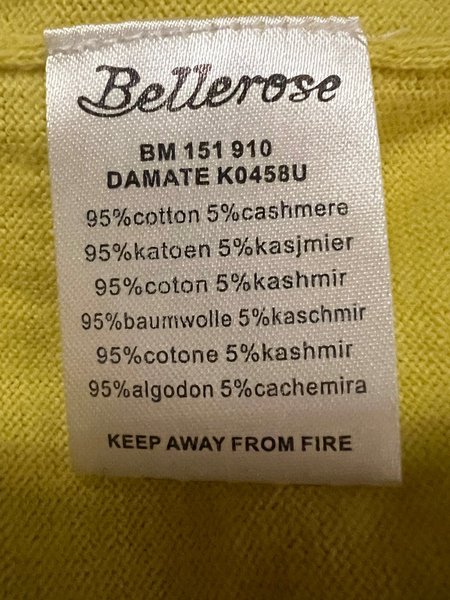 Bellerose
BM 151 910
DAMATE K0458U
95%cotton 5%cashmere
95%katoen 5%kasjmier
95%coton 5%kashmir
95%baumwolle 5%kaschmir
95%cotone 5%kashmir
95%algodon 5%cachemira
KEEP AWAY FROM FIRE